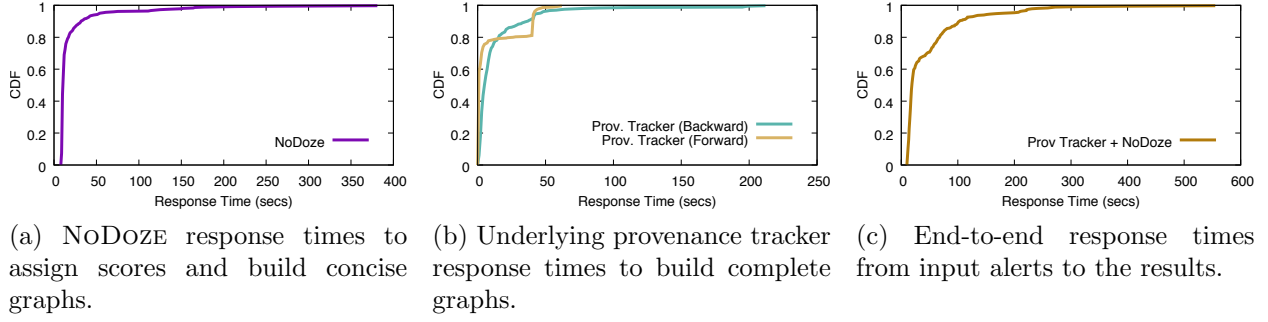 1
0.8
0.6
0.4
0.2
0
CDF
NoDoze
0 50 100 150 200 250 300 350 400
Response Time (secs)
(a) NoDoze response times to
assign scores and build concise
graphs.
1
0.8
0.6
0.4
0.2
0
CDF
Prov. Tracker (Backward)
Prov. Tracker (Forward)
0 50 100 150 200 250
Response Time (secs)
(b) Underlying provenance tracker
response times to build complete
graphs.
1
0.8
0.6
0.4
0.2
0
CDF
Prov Tracker + NoDoze
0 100 200 300 400 500 600
Response Time (secs)
(c) End-to-end response times
from input alerts to the results.